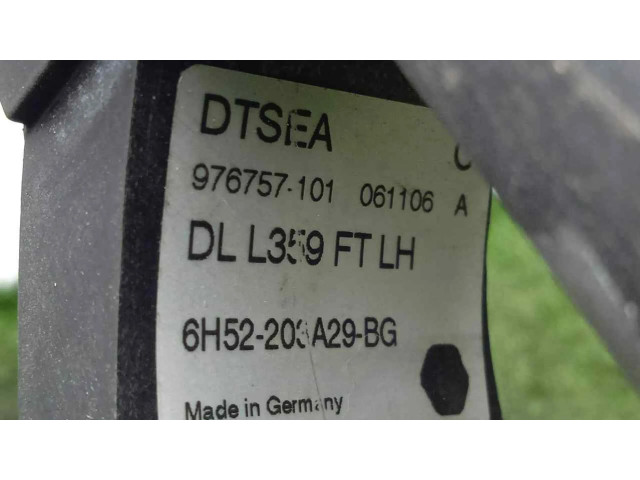 DTSEA
976757-101 061106 A
DL L359 FT LH
6H52-203A29-BG
Made in Germany